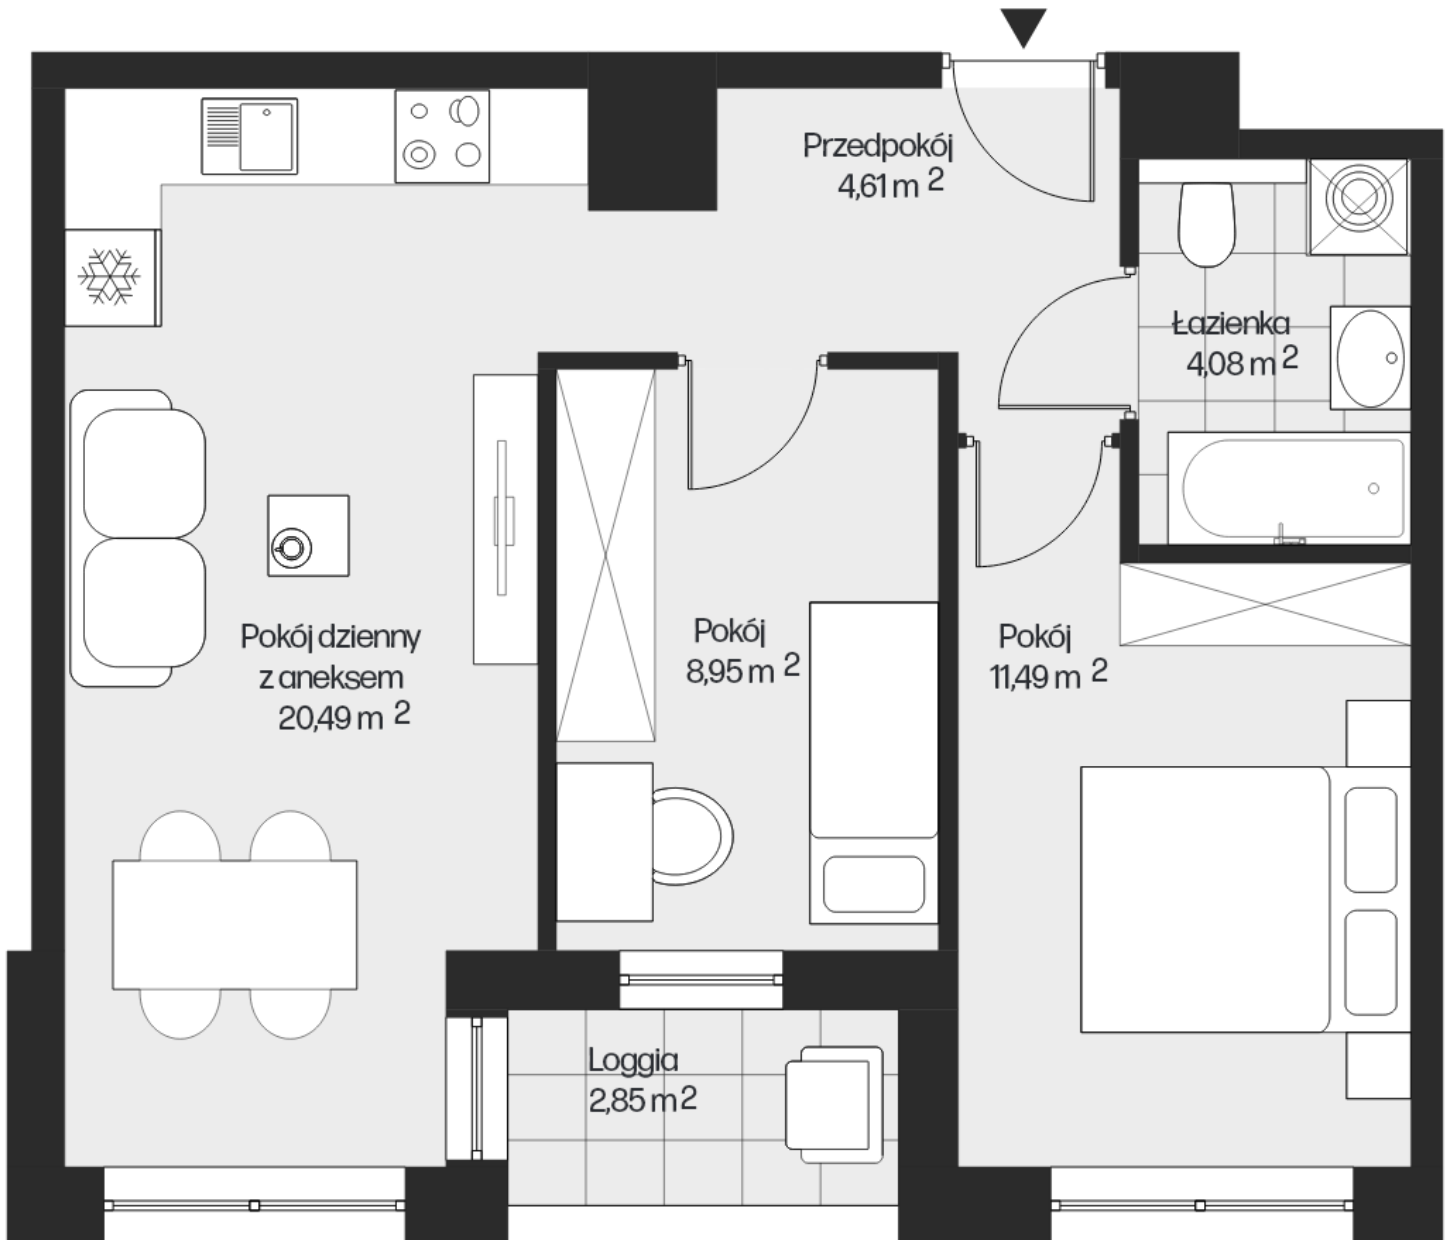 Przedpokój
4,61 m 2
Łazienka
4,08 m 2
Pokój dzienny
z aneksem
20,49 m 2
Pokój
8,95 m 2
Pokój
11,49 m 2
Loggia
2,85 m 2